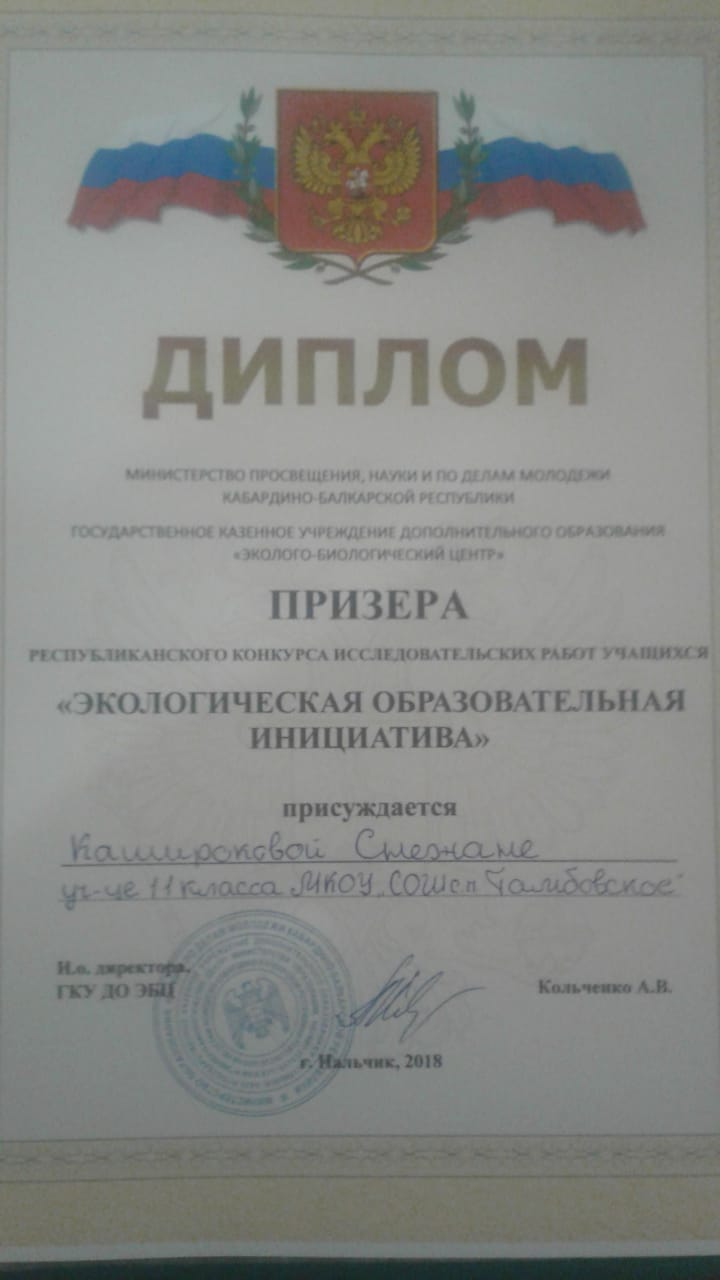 ДИПЛОМ
МИНИСТЕРСТВО ПРОСВЕЩЕНИЯ, НАУКИ И ПО ДЕЛАМ МОЛОДЕЖИ
КАБАРДИНО-БАЛКАРСКОЙ РЕСПУБЛИКИ
ГОСУДАРСТВЕННОЕ КАЗЕННОЕ УЧРЕЖДЕНИЕ ДОПОЛНИТЕЛЬНОГО ОБРАЗОВАНИЯ
«ЭКОЛОГО-БИОЛОГИЧЕСКИЙ ЦЕНТР»
ПРИЗЕРА
РЕСПУБЛИКАНСКОГО КОНКУРСА ИССЛЕДОВАТЕЛЬСКИХ РАБОТ УЧАЩИХСЯ
«ЭКОЛОГИЧЕСКАЯ ОБРАЗОВАТЕЛЬНАЯ
ИНИЦИАТИВА»
присуждается
Кашироковой Снежане
уч-це 11 класса МКОУ „СОШ с.п. Тамбовское"
И.о. директора
ГКУ ДО ЭБЦ
Кольченко А.В.
г. Нальчик, 2018